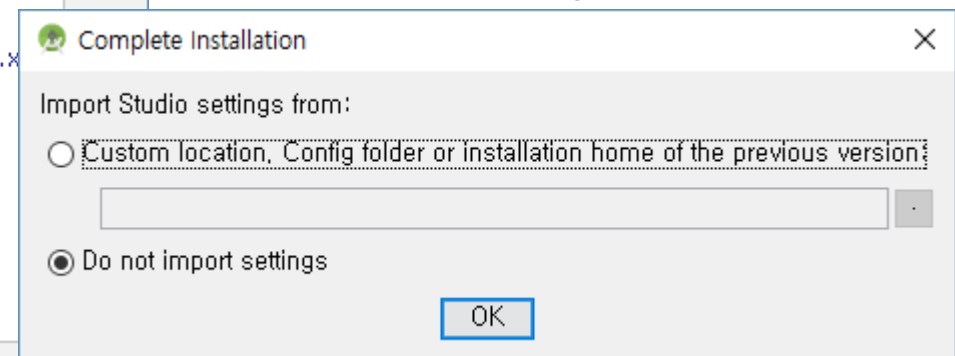 Complete Installation
.x
Import Studio settings from:
Custom location, Config folder or installation home of the previous version:
.
Do not import settings
OK